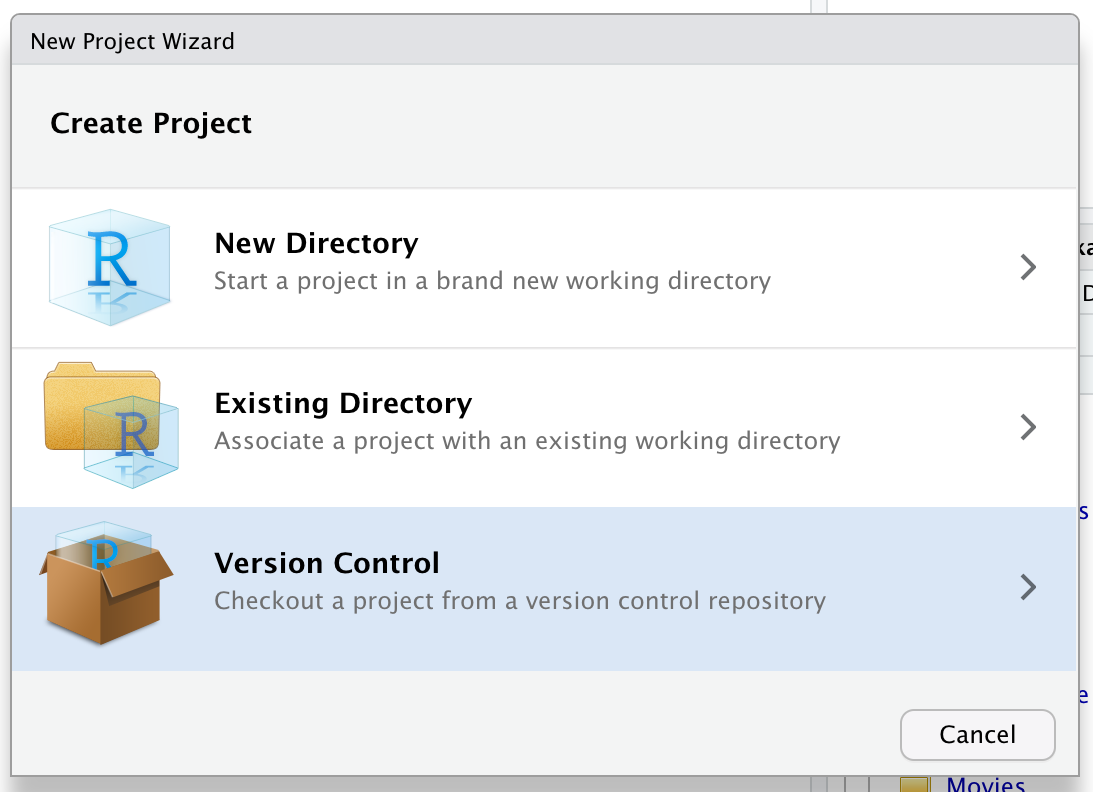 New Project Wizard
Create Project
R
New Directory
Start a project in a brand new working directory
R
Existing Directory
Associate a project with an existing working directory
R
Version Control
Checkout a project from a version control repository
Cancel
Movies